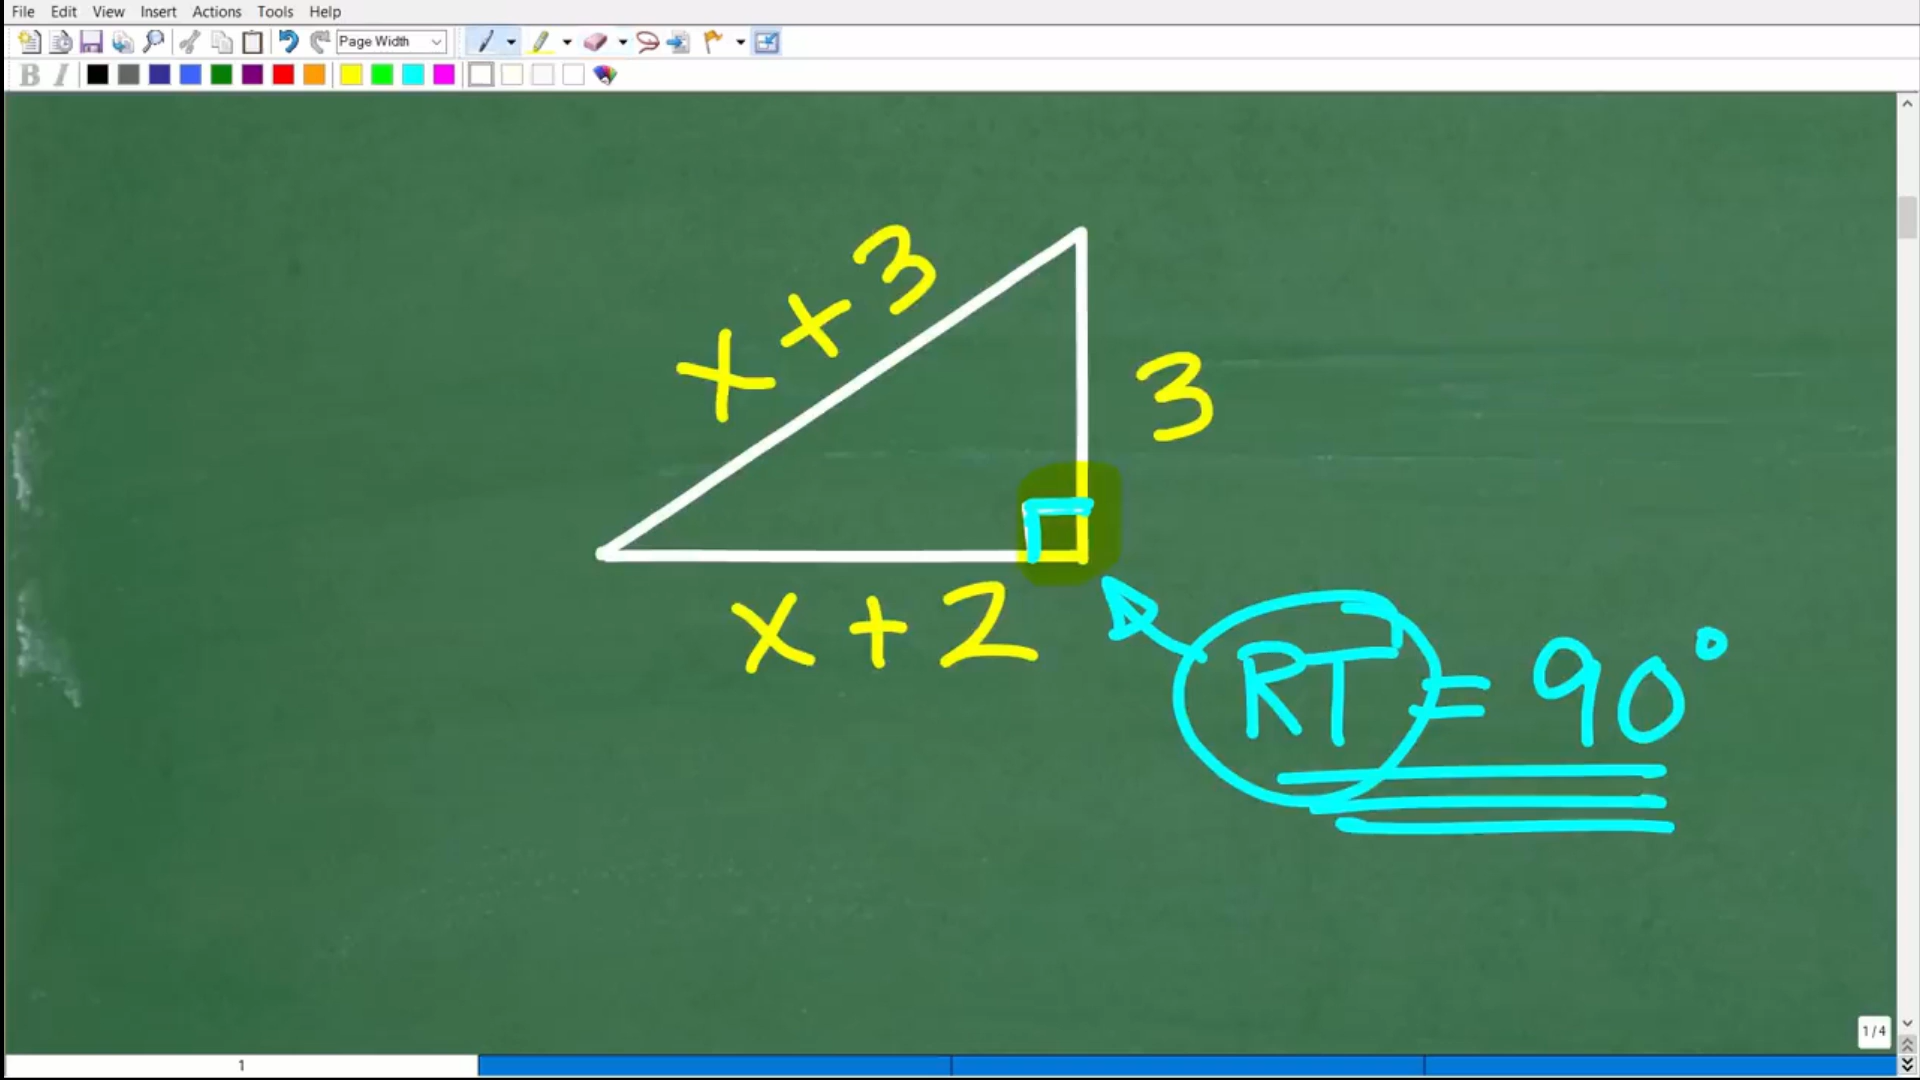 File Edit View Insert Actions Tools Help
Page Width
B I
x + 3
3
x + 2
RT = 90°
1 / 4
1